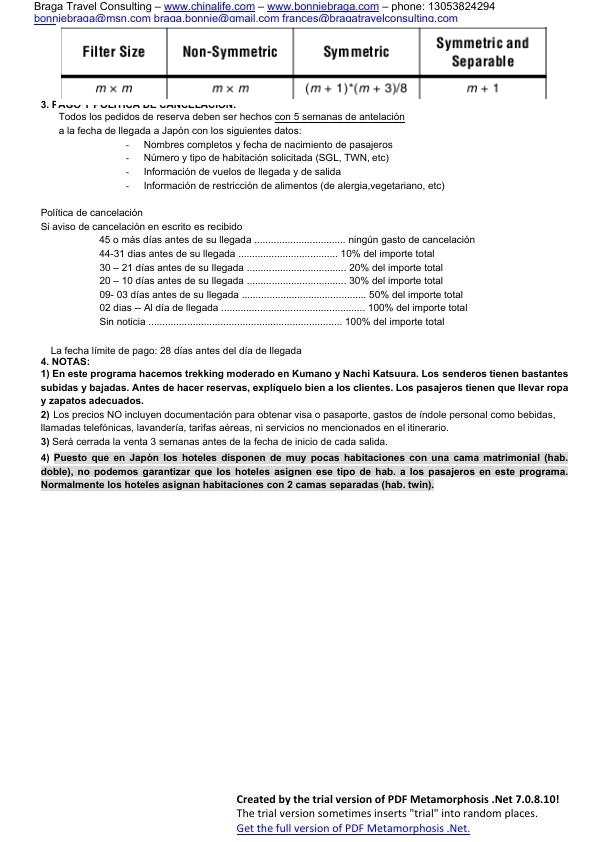 Braga Travel Consulting – www.chinalife.com – www.bonniebraga.com – phone: 13053824294
bonniebraga@msn.com braga.bonnie@gmail.com frances@bragatravelconsulting.com
Filter Size Non-Symmetric Symmetric Symmetric and Separable
m × m m × m (m + 1)*(m + 3)/8 m + 1
3. PAGO Y POLÍTICA DE CANCELACIÓN:
Todos los pedidos de reserva deben ser hechos con 5 semanas de antelación
a la fecha de llegada a Japón con los siguientes datos:
- Nombres completos y fecha de nacimiento de pasajeros
- Número y tipo de habitación solicitada (SGL, TWN, etc)
- Información de vuelos de llegada y de salida
- Información de restricción de alimentos (de alergia,vegetariano, etc)
Política de cancelación
Si aviso de cancelación en escrito es recibido
45 o más días antes de su llegada ................................. ningún gasto de cancelación
44-31 dias antes de su llegada .................................... 10% del importe total
30 – 21 días antes de su llegada .................................... 20% del importe total
20 – 10 días antes de su llegada .................................... 30% del importe total
09- 03 días antes de su llegada ............................................. 50% del importe total
02 dias -- Al día de llegada .................................................... 100% del importe total
Sin noticia ...................................................................... 100% del importe total
La fecha límite de pago: 28 días antes del día de llegada
4. NOTAS:
1) En este programa hacemos trekking moderado en Kumano y Nachi Katsuura. Los senderos tienen bastantes
subidas y bajadas. Antes de hacer reservas, explíquelo bien a los clientes. Los pasajeros tienen que llevar ropa
y zapatos adecuados.
2) Los precios NO incluyen documentación para obtener visa o pasaporte, gastos de índole personal como bebidas,
llamadas telefónicas, lavandería, tarifas aéreas, ni servicios no mencionados en el itinerario.
3) Será cerrada la venta 3 semanas antes de la fecha de inicio de cada salida.
4) Puesto que en Japón los hoteles disponen de muy pocas habitaciones con una cama matrimonial (hab.
doble), no podemos garantizar que los hoteles asignen ese tipo de hab. a los pasajeros en este programa.
Normalmente los hoteles asignan habitaciones con 2 camas separadas (hab. twin).
Created by the trial version of PDF Metamorphosis .Net 7.0.8.10!
The trial version sometimes inserts "trial" into random places.
Get the full version of PDF Metamorphosis .Net.